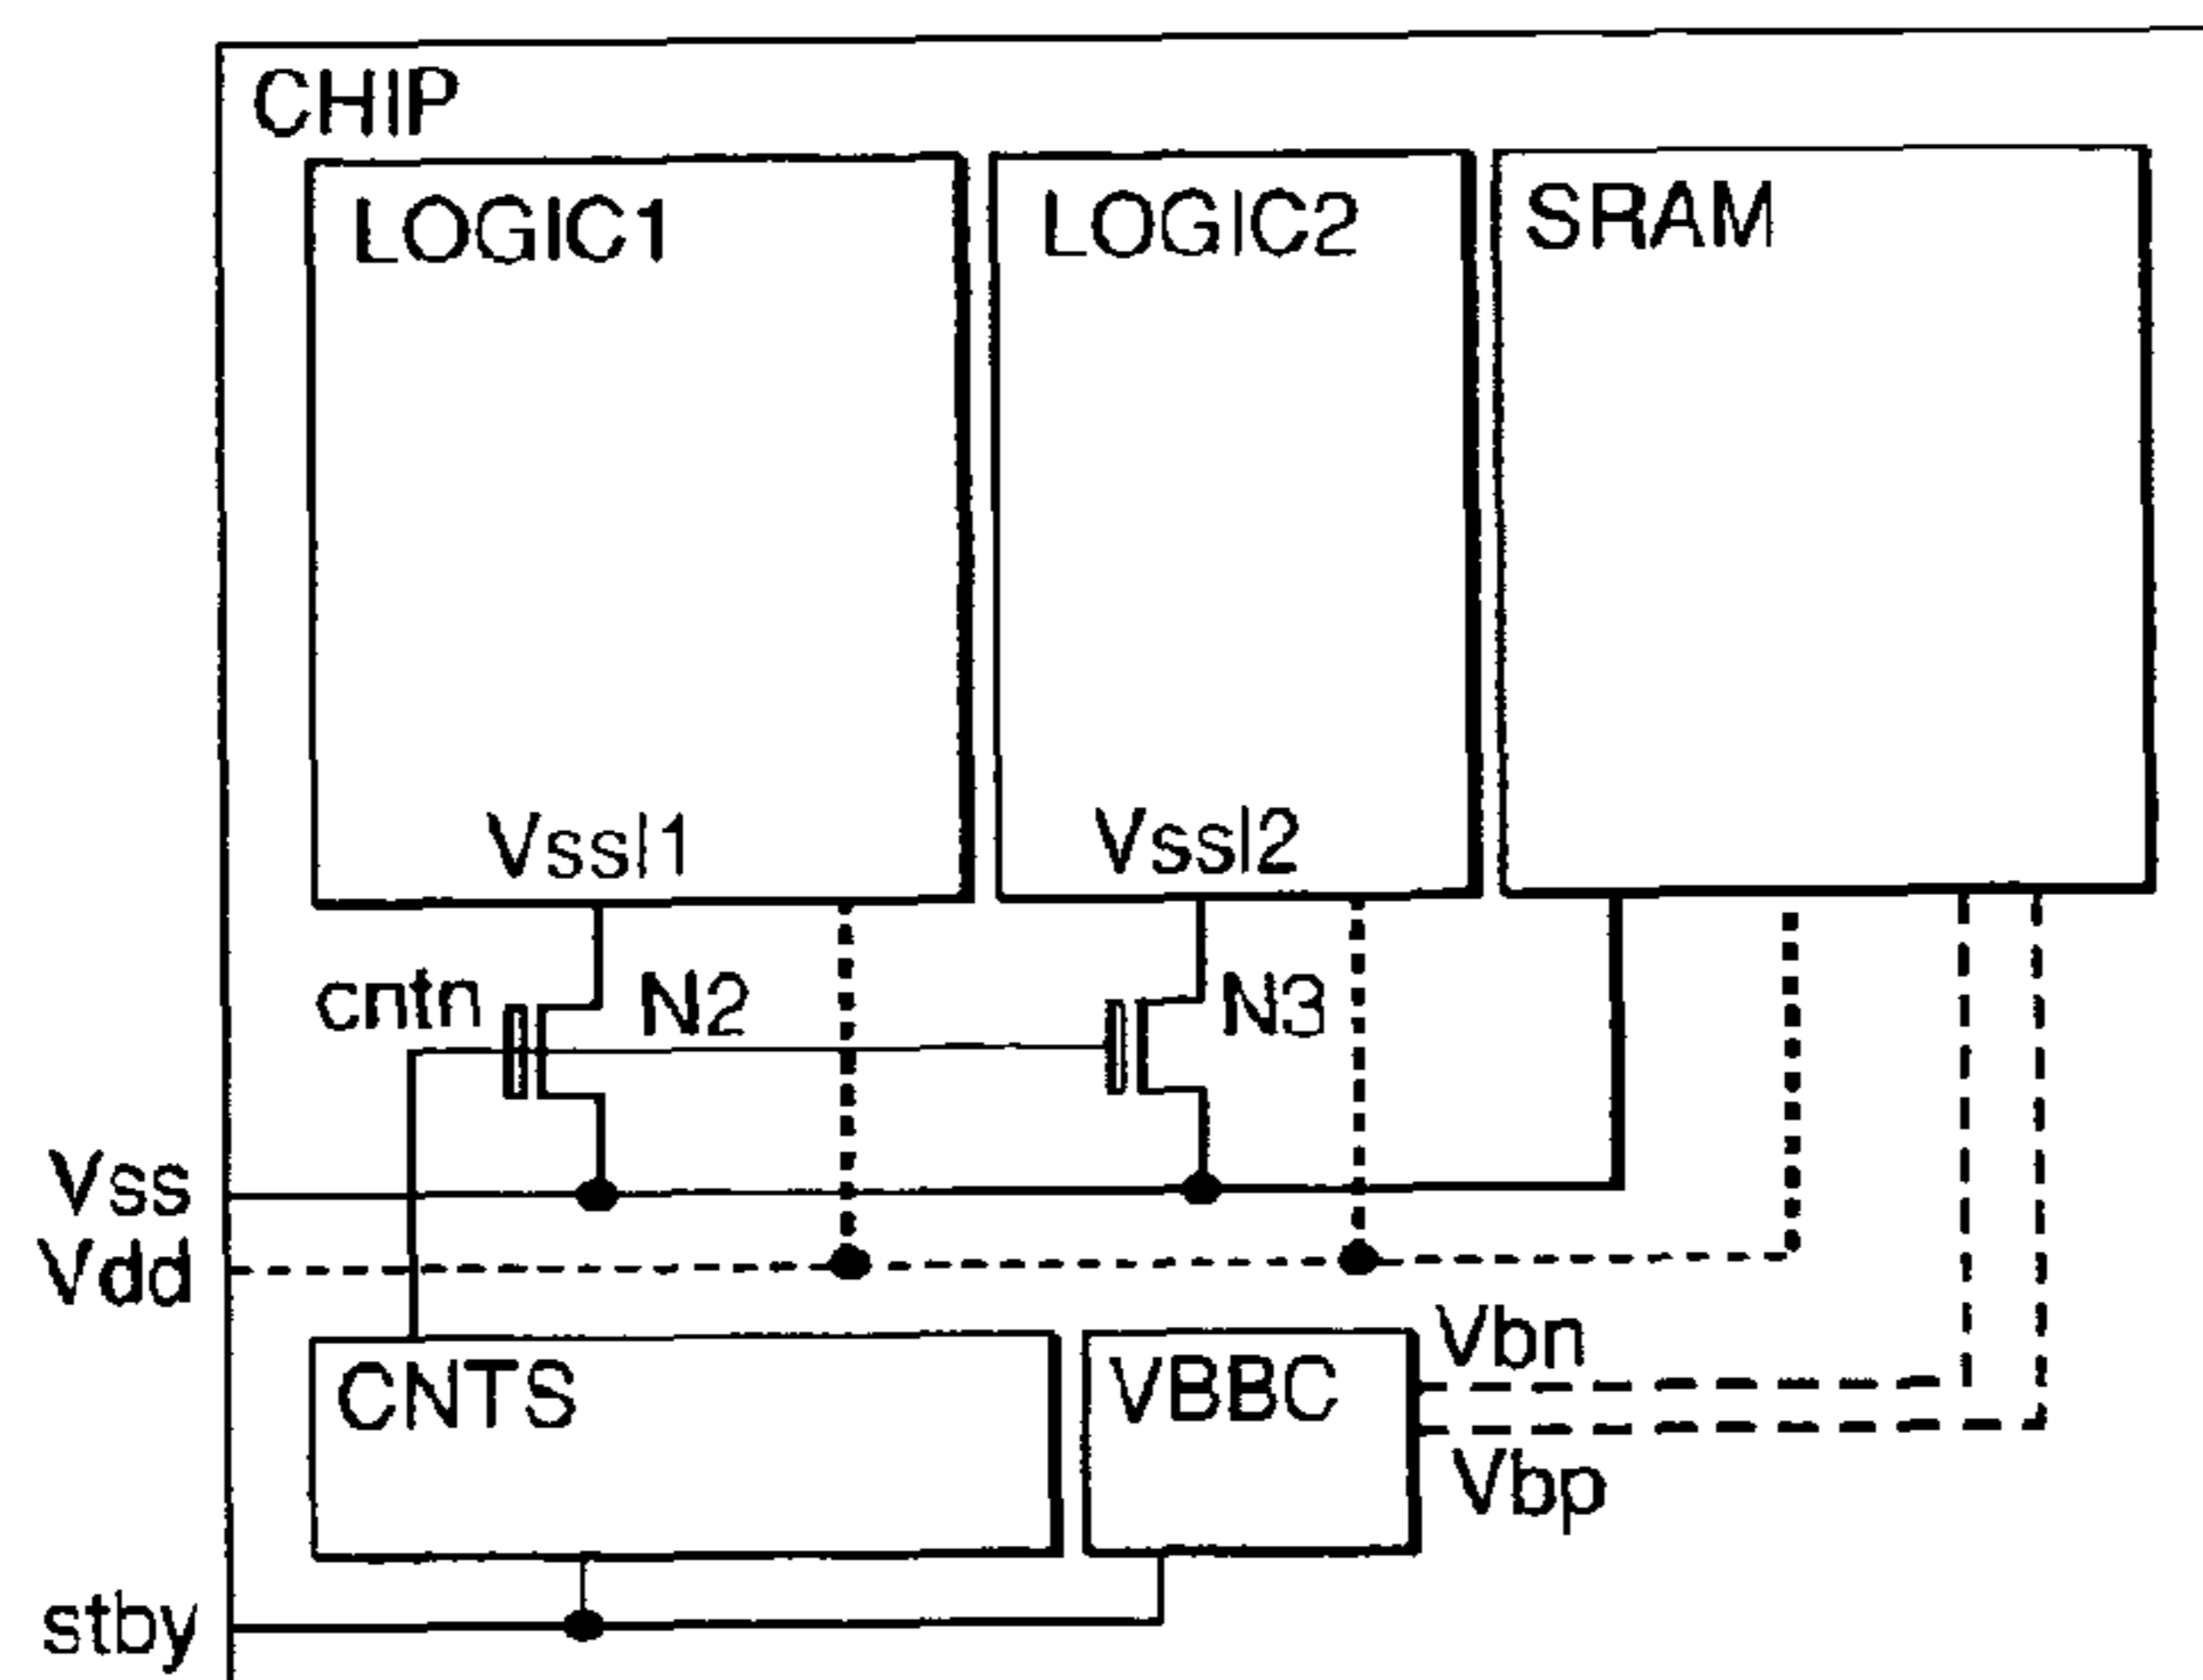 CHIP
LOGIC1
LOGIC2
SRAM
Vssl1
Vssl2
cntn
N2
N3
Vss
Vdd
CNTS
VBBC
Vbn
Vbp
stby